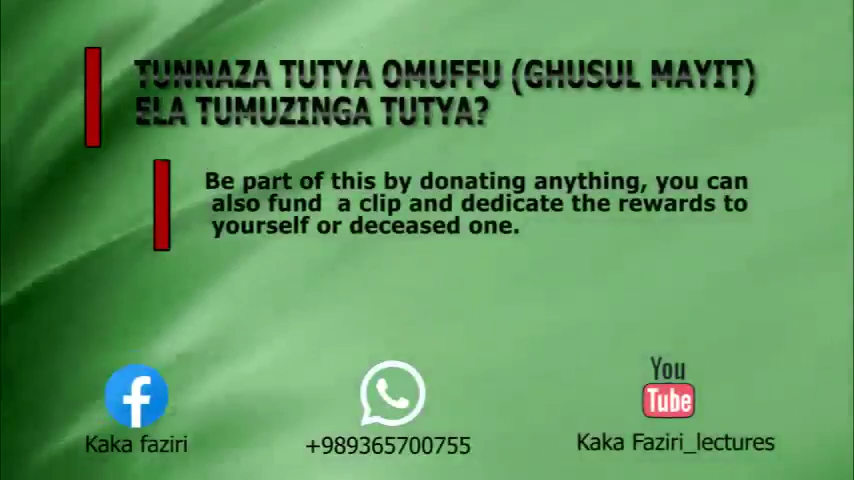 TUNNAZA TUTYA OMUFFU (GHUSUL MAYIT)
ELA TUMUZINGA TUTYA?
Be part of this by donating anything, you can
also fund a clip and dedicate the rewards to
yourself or deceased one.
f
You
Tube
Kaka faziri
+989365700755
Kaka Faziri_lectures